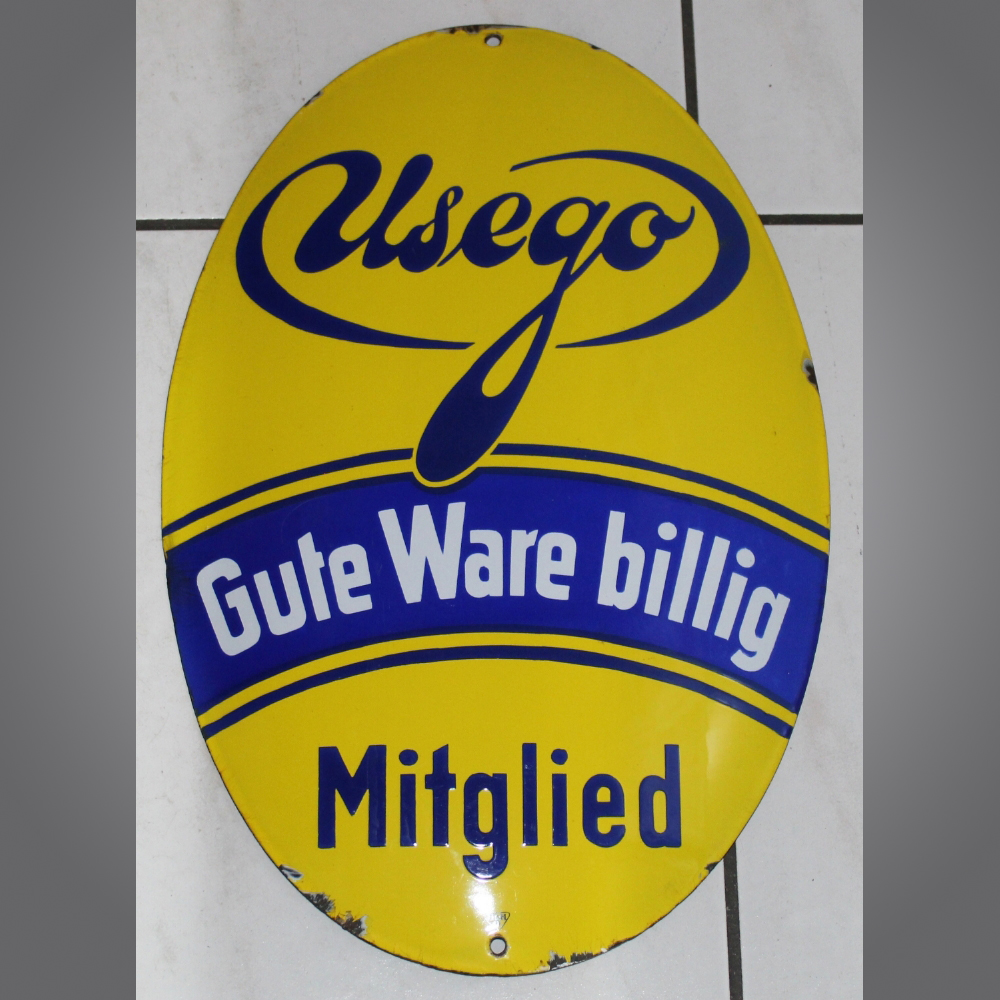 Usego
Gute Ware billig
Mitglied